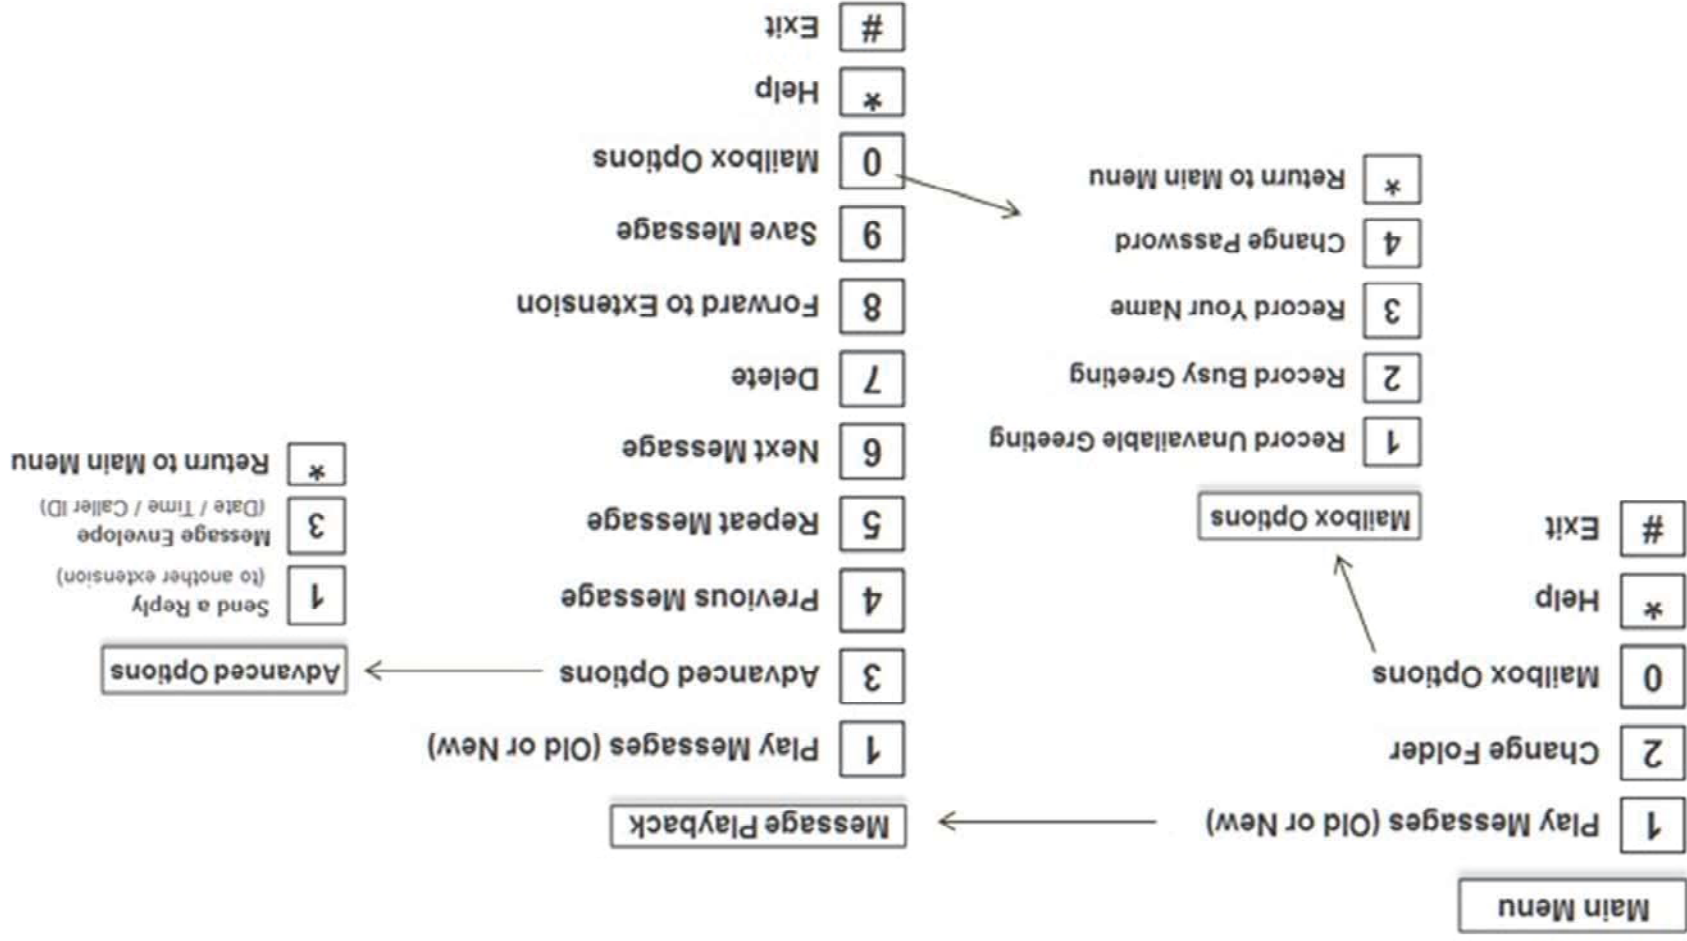 Main Menu
1 Play Messages (Old or New)
2 Change Folder
0 Mailbox Options
* Help
# Exit
Mailbox Options
1 Record Unavailable Greeting
2 Record Busy Greeting
3 Record Your Name
4 Change Password
* Return to Main Menu
Message Playback
1 Play Messages (Old or New)
3 Advanced Options
4 Previous Message
5 Repeat Message
6 Next Message
7 Delete
8 Forward to Extension
9 Save Message
0 Mailbox Options
* Help
# Exit
Advanced Options
1 Send a Reply
(to another extension)
3 Message Envelope
(Date / Time / Caller ID)
* Return to Main Menu